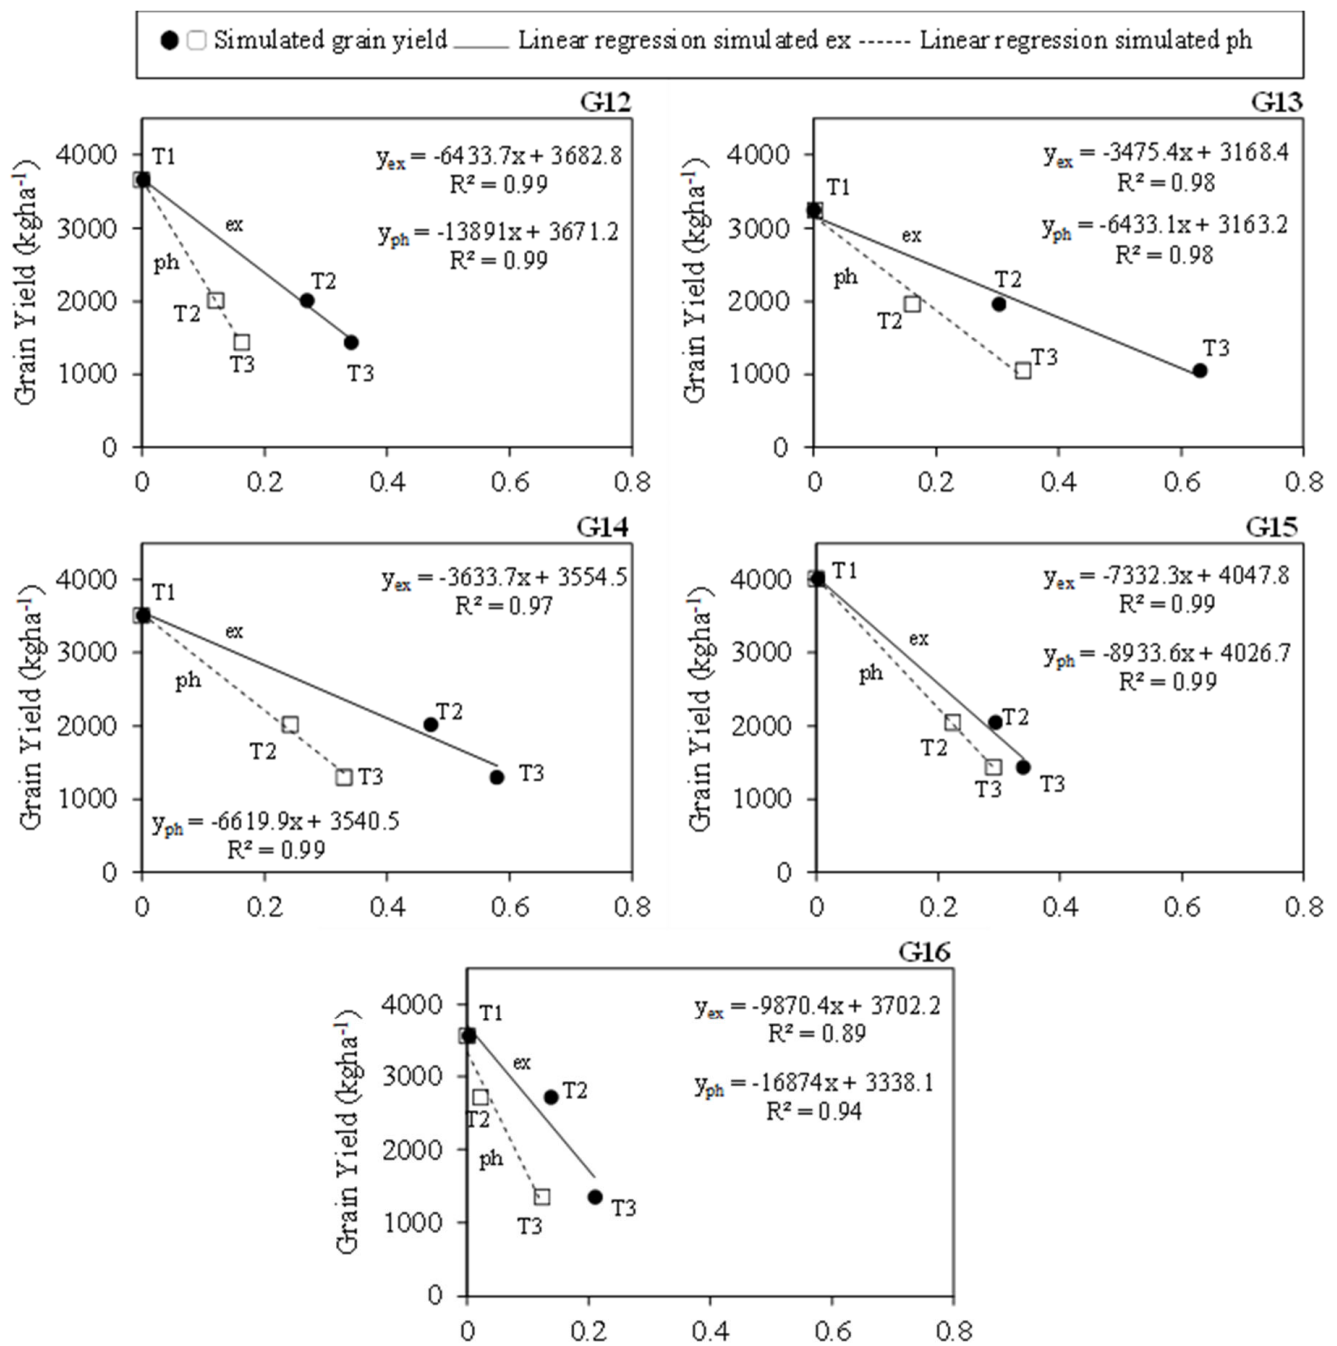 Simulated grain yield Linear regression simulated ex Linear regression simulated ph
G12
Grain Yield (kgha⁻¹)
4000
3000
2000
1000
0
T1
ex
ph
T2
T2
T3
T3
yex = -6433.7x + 3682.8
R² = 0.99
yph = -13891x + 3671.2
R² = 0.99
0 0.2 0.4 0.6 0.8
G13
Grain Yield (kgha⁻¹)
4000
3000
2000
1000
0
T1
ex
ph
T2
T2
T3
T3
yex = -3475.4x + 3168.4
R² = 0.98
yph = -6433.1x + 3163.2
R² = 0.98
0 0.2 0.4 0.6 0.8
G14
Grain Yield (kgha⁻¹)
4000
3000
2000
1000
0
T1
ex
ph
T2
T2
T3
T3
yex = -3633.7x + 3554.5
R² = 0.97
yph = -6619.9x + 3540.5
R² = 0.99
0 0.2 0.4 0.6 0.8
G15
Grain Yield (kgha⁻¹)
4000
3000
2000
1000
0
T1
ex
ph
T2
T2
T3
T3
yex = -7332.3x + 4047.8
R² = 0.99
yph = -8933.6x + 4026.7
R² = 0.99
0 0.2 0.4 0.6 0.8
G16
Grain Yield (kgha⁻¹)
4000
3000
2000
1000
0
T1
ex
T2
T2
ph
T3
T3
yex = -9870.4x + 3702.2
R² = 0.89
yph = -16874x + 3338.1
R² = 0.94
0 0.2 0.4 0.6 0.8